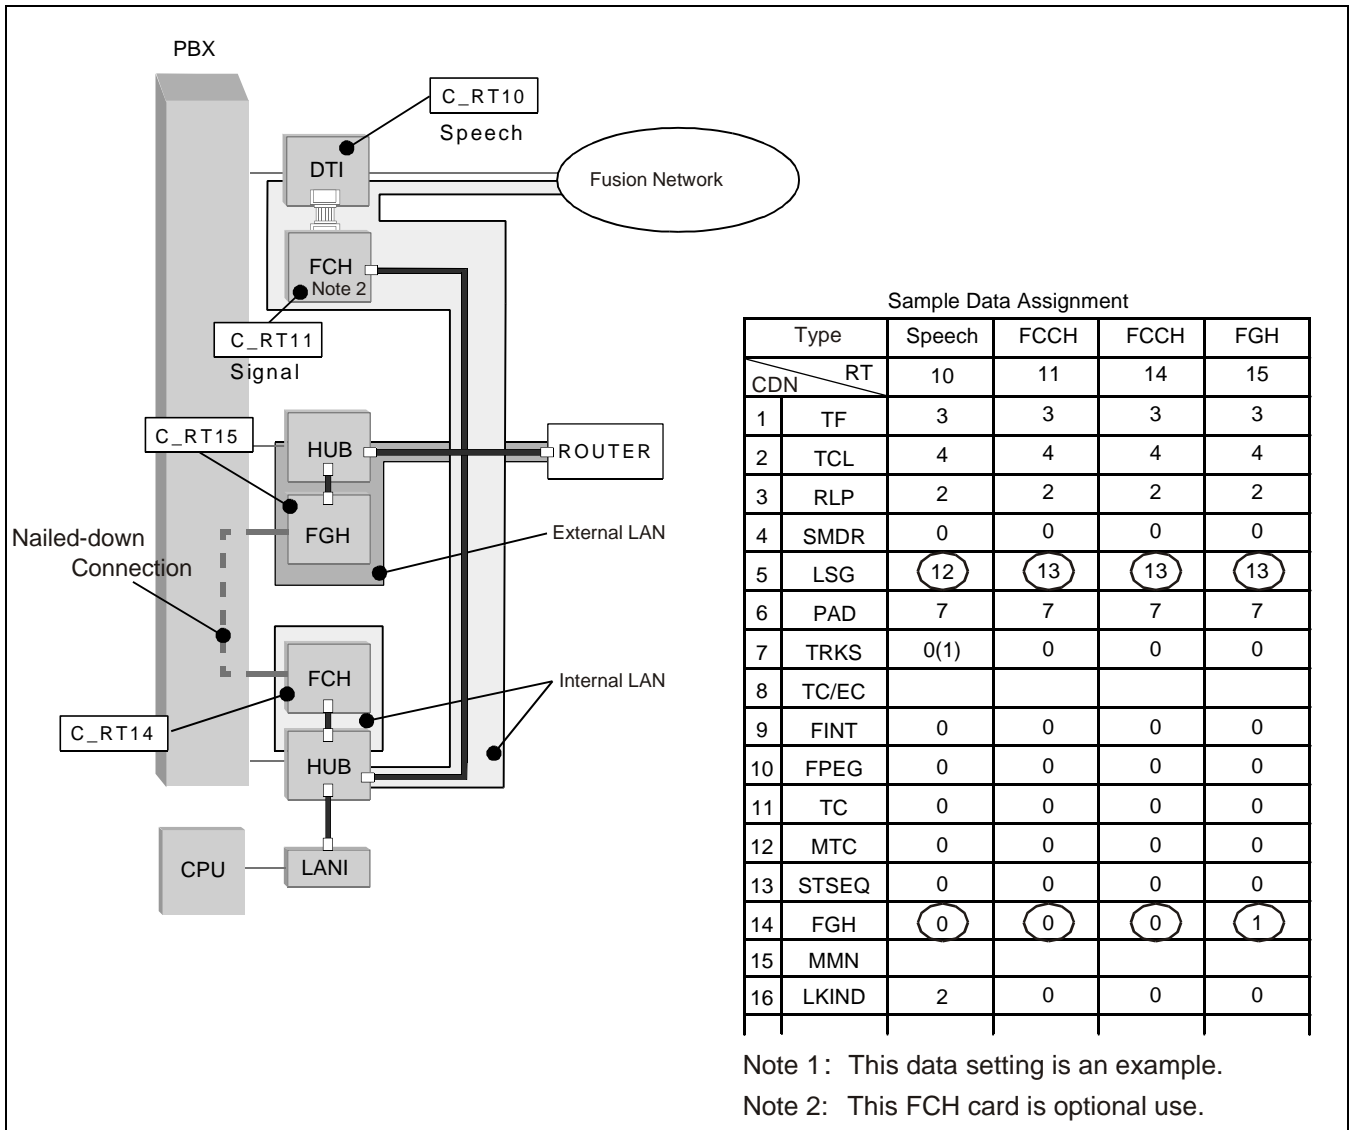 PBX
C_RT10
Speech
DTI
Fusion Network
FCH
Note 2
C_RT11
Signal
C_RT15
HUB
ROUTER
FGH
Nailed-down
Connection
External LAN
FCH
Internal LAN
C_RT14
HUB
CPU
LANI
Sample Data Assignment
Type Speech FCCH FCCH FGH
CDN RT 10 11 14 15
1 TF 3 3 3 3
2 TCL 4 4 4 4
3 RLP 2 2 2 2
4 SMDR 0 0 0 0
5 LSG 12 13 13 13
6 PAD 7 7 7 7
7 TRKS 0(1) 0 0 0
8 TC/EC
9 FINT 0 0 0 0
10 FPEG 0 0 0 0
11 TC 0 0 0 0
12 MTC 0 0 0 0
13 STSEQ 0 0 0 0
14 FGH 0 0 0 1
15 MMN
16 LKIND 2 0 0 0
Note 1: This data setting is an example.
Note 2: This FCH card is optional use.